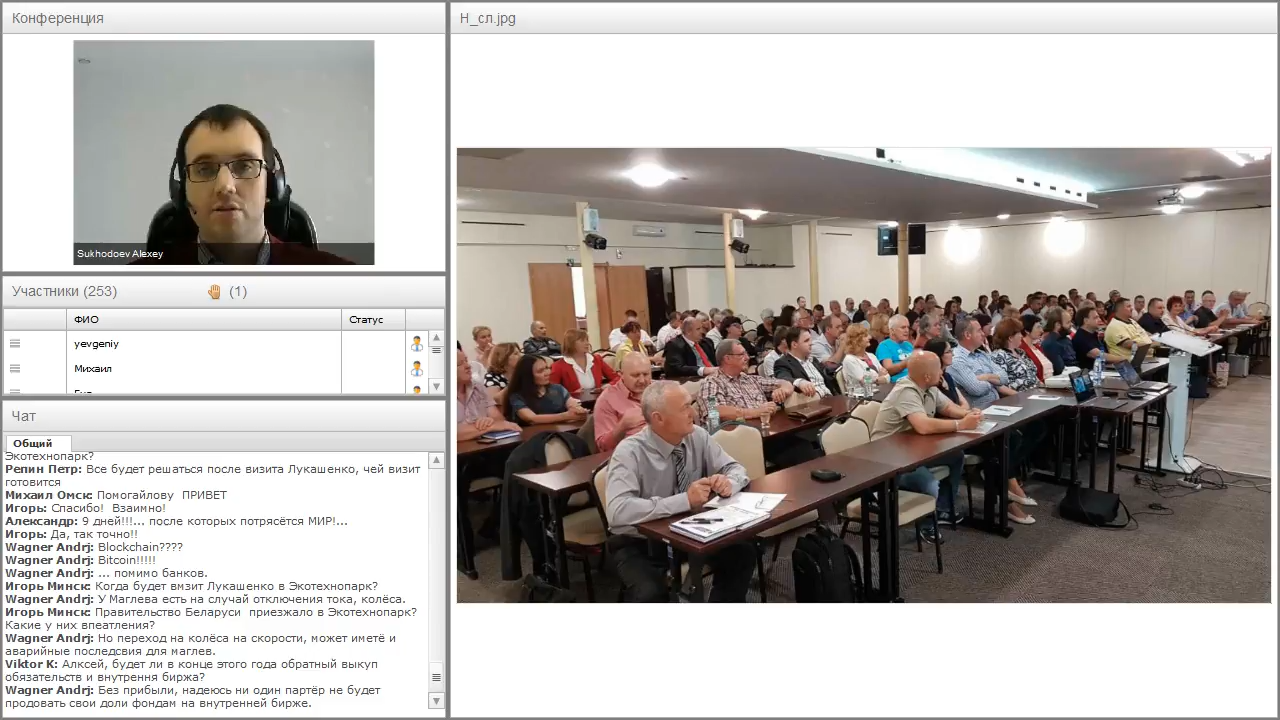 Конференция
Sukhodoev Alexey
Участники (253) (1)
ФИО Статус
yevgeniy
Михаил
Чат
Общий
Экотехнопарк?
Репин Петр: Все будет решаться после визита Лукашенко, чей визит
готовится
Михаил Омск: Помогайлову ПРИВЕТ
Игорь: Спасибо! Взаимно!
Александр: 9 дней!!!... после которых потрясётся МИР!...
Игорь: Да, так точно!!
Wagner Andrj: Blockchain????
Wagner Andrj: Bitcoin!!!!!
Wagner Andrj: ... помимо банков.
Игорь Минск: Когда будет вмзит Лукашенко в Экотехнопарк?
Wagner Andrj: У Маглева есть на случай отключения тока, колёса.
Игорь Минск: Правительство Беларуси приезжало в Экотехнопарк?
Какие у них впеатления?
Wagner Andrj: Но переход на колёса на скорости, может иметё и
аварийные последсвия для маглев.
Viktor K: Алксей, будет ли в конце этого года обратный выкуп
обязательств и внутрення биржа?
Wagner Andrj: Без прибыли, надеюсь ни один партёр не будет
продовать свои доли фондам на внутренней бирже.
Н_сл.jpg